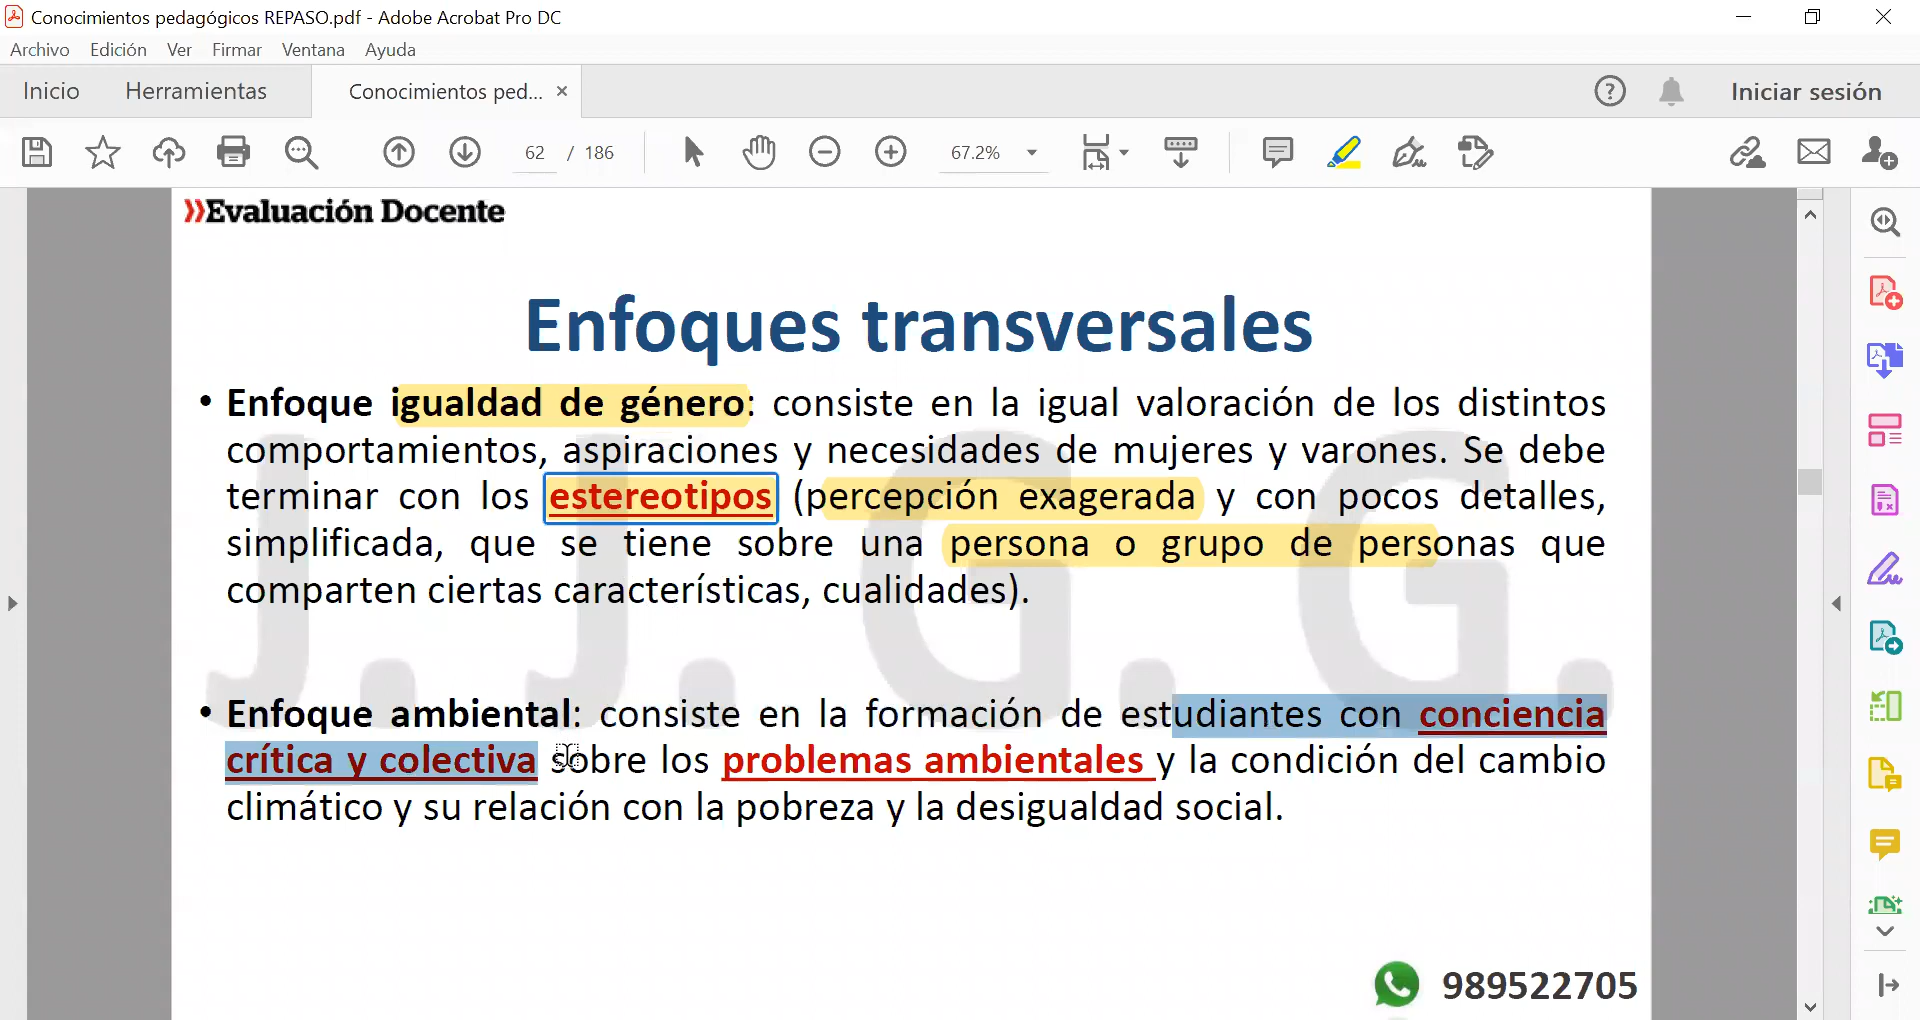 Conocimientos pedagógicos REPASO.pdf - Adobe Acrobat Pro DC
Archivo Edición Ver Firmar Ventana Ayuda
Inicio Herramientas Conocimientos ped... × Iniciar sesión
62 / 186 67.2%
»Evaluación Docente
Enfoques transversales
• Enfoque igualdad de género: consiste en la igual valoración de los distintos
comportamientos, aspiraciones y necesidades de mujeres y varones. Se debe
terminar con los estereotipos (percepción exagerada y con pocos detalles,
simplificada, que se tiene sobre una persona o grupo de personas que
comparten ciertas características, cualidades).
J. J. G. G.
• Enfoque ambiental: consiste en la formación de estudiantes con conciencia
crítica y colectiva sobre los problemas ambientales y la condición del cambio
climático y su relación con la pobreza y la desigualdad social.
989522705